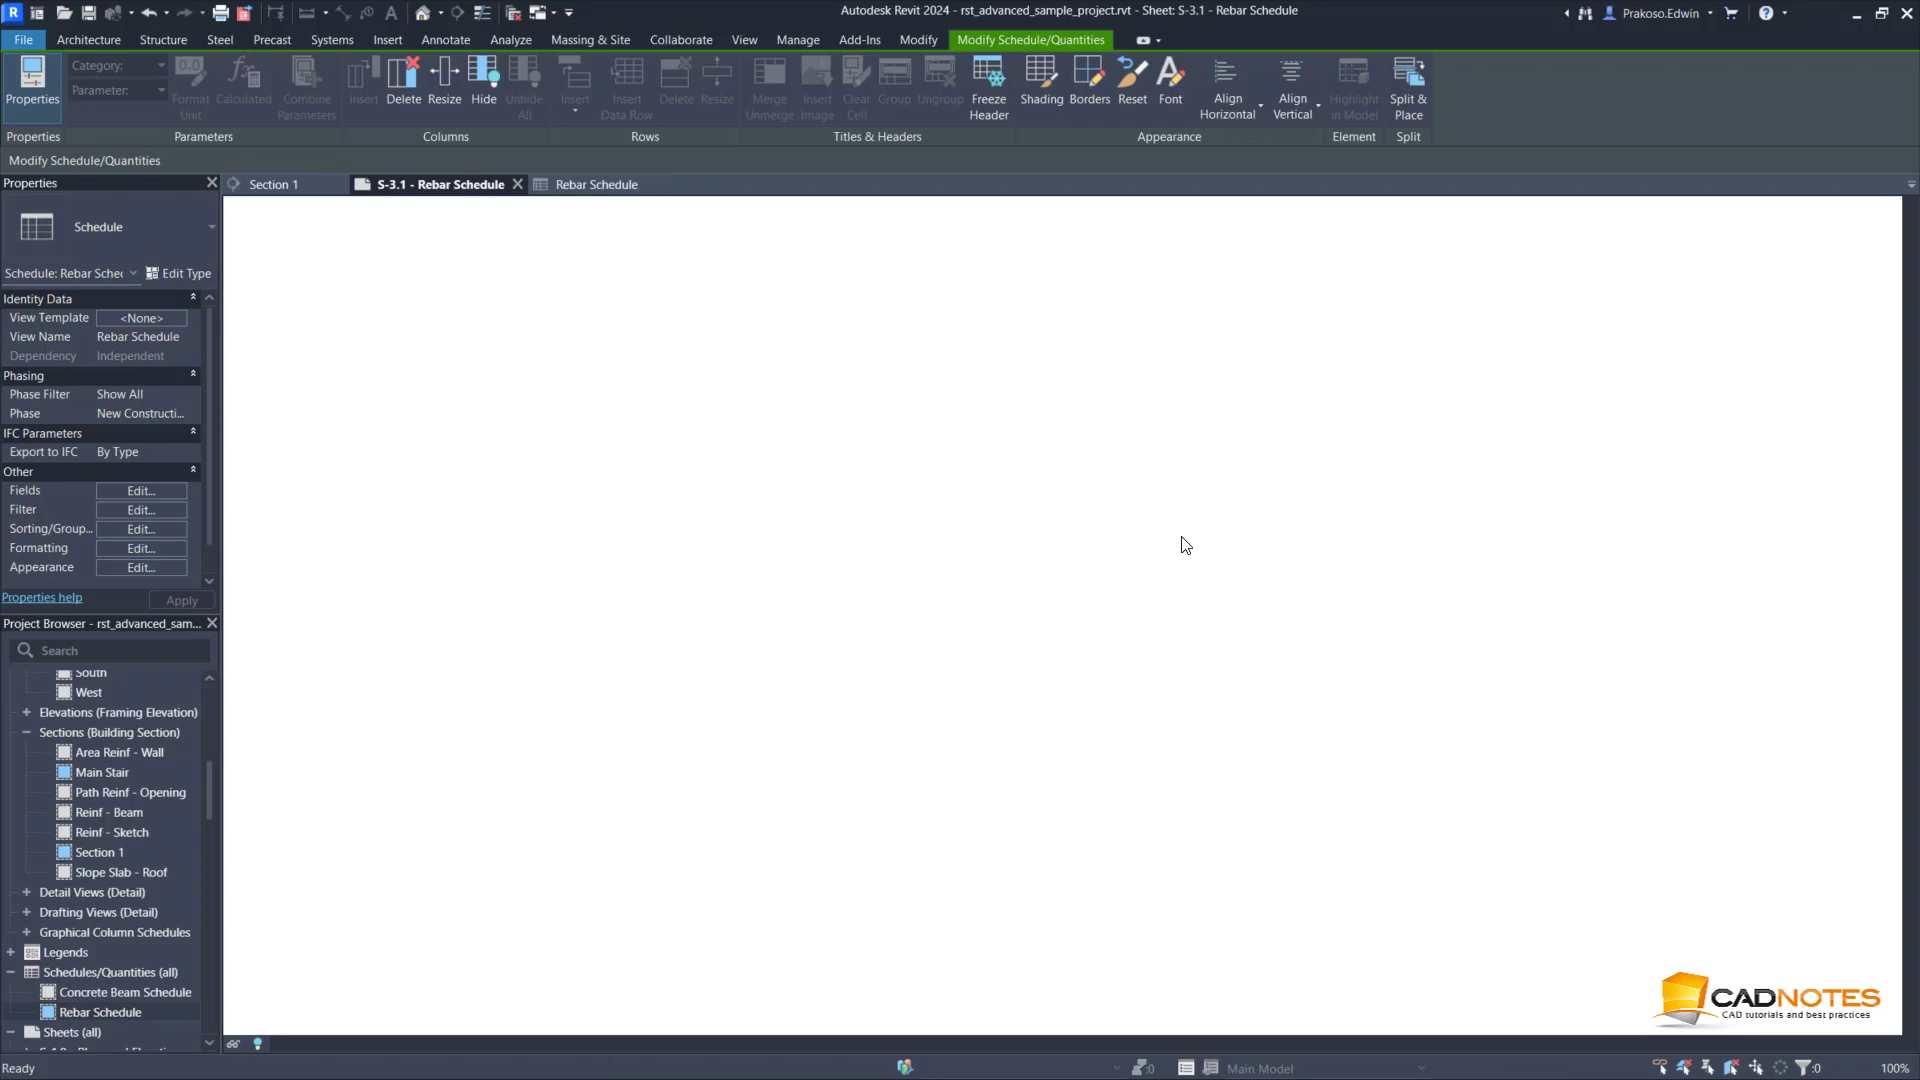 Autodesk Revit 2024 - rst_advanced_sample_project.rvt - Sheet: S-3.1 - Rebar Schedule
Prakoso.Edwin
File Architecture Structure Steel Precast Systems Insert Annotate Analyze Massing & Site Collaborate View Manage Add-Ins Modify Modify Schedule/Quantities
Properties
Category:
Parameter:
Format Unit
Calculated
Combine Parameters
Insert
Delete
Resize
Hide
Unhide All
Insert
Insert Data Row
Delete
Resize
Merge Unmerge
Insert Image
Clear Cell
Group
Ungroup
Freeze Header
Shading
Borders
Reset
Font
Align Horizontal
Align Vertical
Highlight in Model
Split & Place
Properties Parameters Columns Rows Titles & Headers Appearance Element Split
Modify Schedule/Quantities
Properties
Section 1
S-3.1 - Rebar Schedule
Rebar Schedule
Schedule
Schedule: Rebar Schec
Edit Type
Identity Data
View Template <None>
View Name Rebar Schedule
Dependency Independent
Phasing
Phase Filter Show All
Phase New Constructi...
IFC Parameters
Export to IFC By Type
Other
Fields Edit...
Filter Edit...
Sorting/Group... Edit...
Formatting Edit...
Appearance Edit...
Properties help
Apply
Project Browser - rst_advanced_sam...
Search
South
West
Elevations (Framing Elevation)
Sections (Building Section)
Area Reinf - Wall
Main Stair
Path Reinf - Opening
Reinf - Beam
Reinf - Sketch
Section 1
Slope Slab - Roof
Detail Views (Detail)
Drafting Views (Detail)
Graphical Column Schedules
Legends
Schedules/Quantities (all)
Concrete Beam Schedule
Rebar Schedule
Sheets (all)
CADNOTES
CAD tutorials and best practices
Ready
:0
Main Model
:0
100%